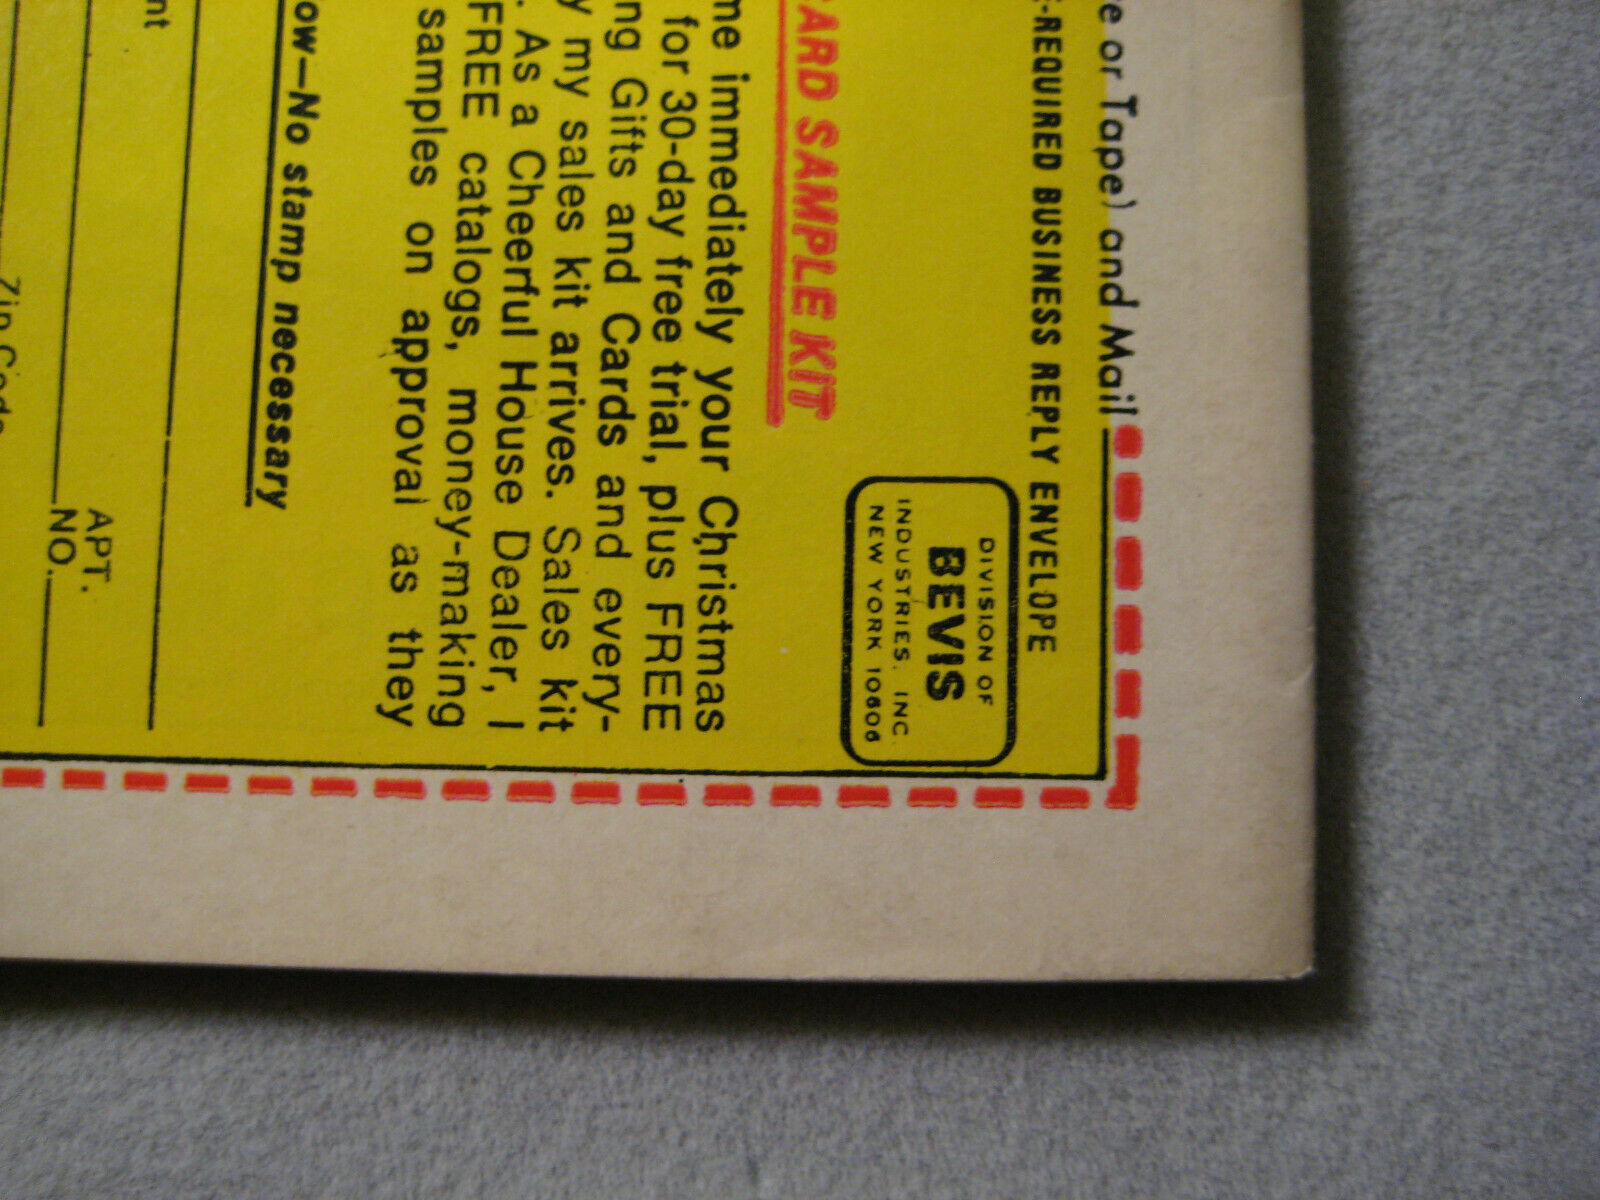 or Tape) and Mail
-REQUIRED BUSINESS REPLY ENVELOPE
DIVISION OF
BEVIS
INDUSTRIES, INC.
NEW YORK 10606
CARD SAMPLE KIT
me immediately your Christmas
for 30-day free trial, plus FREE
ng Gifts and Cards and every-
y my sales kit arrives. Sales kit
. As a Cheerful House Dealer, I
FREE catalogs, money-making
samples on approval as they
ow—No stamp necessary
nt
APT.
NO.
Zip Code